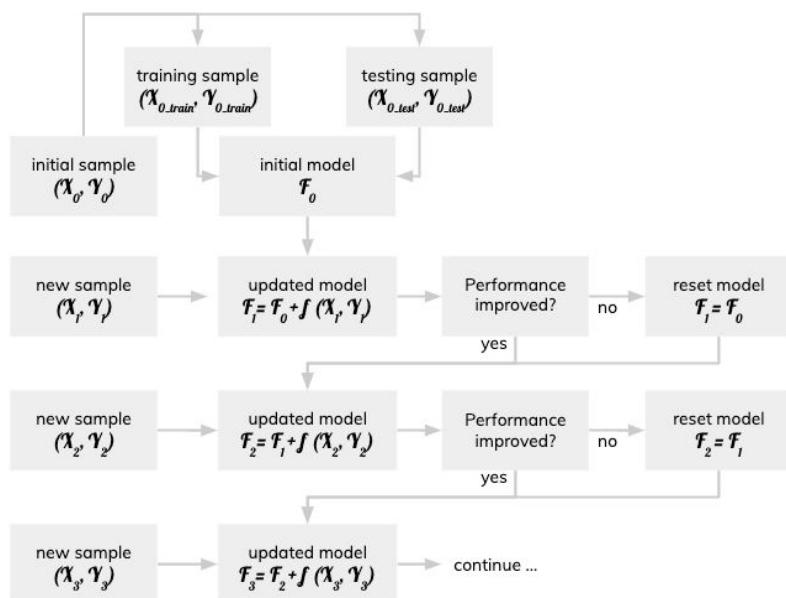 training sample
(X₀_train, Y₀_train)
testing sample
(X₀_test, Y₀_test)
initial sample
(X₀, Y₀)
initial model
F₀
new sample
(X₁, Y₁)
updated model
F₁= F₀+∫ (X₁, Y₁)
Performance
improved?
no
reset model
F₁= F₀
yes
new sample
(X₂, Y₂)
updated model
F₂= F₁+∫ (X₂, Y₂)
Performance
improved?
no
reset model
F₂= F₁
yes
new sample
(X₃, Y₃)
updated model
F₃= F₂+∫ (X₃, Y₃)
continue ...